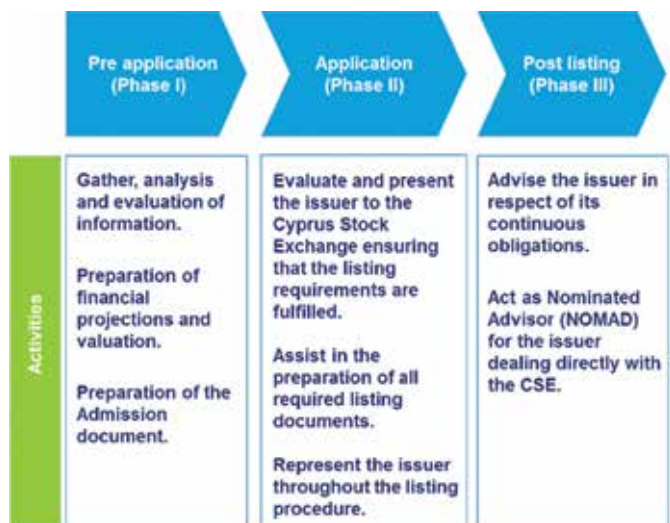 Pre application
(Phase I)
Application
(Phase II)
Post listing
(Phase III)
Activities
Gather, analysis
and evaluation of
information.
Preparation of
financial
projections and
valuation.
Preparation of the
Admission
document.
Evaluate and present
the issuer to the
Cyprus Stock
Exchange ensuring
that the listing
requirements are
fulfilled.
Assist in the
preparation of all
required listing
documents.
Represent the issuer
throughout the listing
procedure.
Advise the issuer in
respect of its
continuous
obligations.
Act as Nominated
Advisor (NOMAD)
for the issuer
dealing directly with
the CSE.